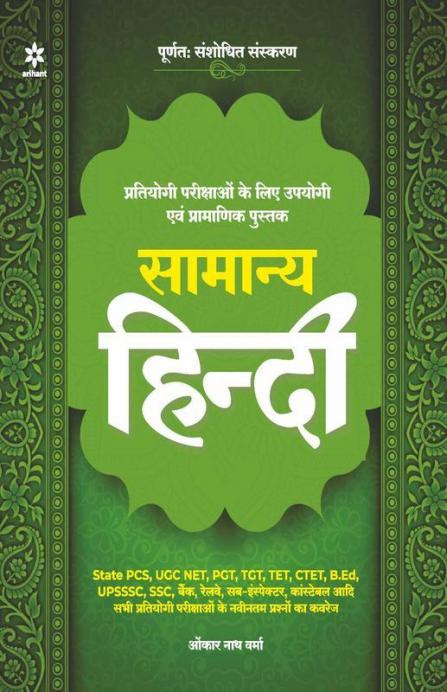 arihant
पूर्णत: संशोधित संस्करण
प्रतियोगी परीक्षाओं के लिए उपयोगी
एवं प्रामाणिक पुस्तक
सामान्य
हिन्दी
State PCS, UGC NET, PGT, TGT, TET, CTET, B.Ed,
UPSSSC, SSC, बैंक, रेलवे, सब-इंस्पेक्टर, कांस्टेबल आदि
सभी प्रतियोगी परीक्षाओं के नवीनतम प्रश्नों का कवरेज
ओंकार नाथ वर्मा